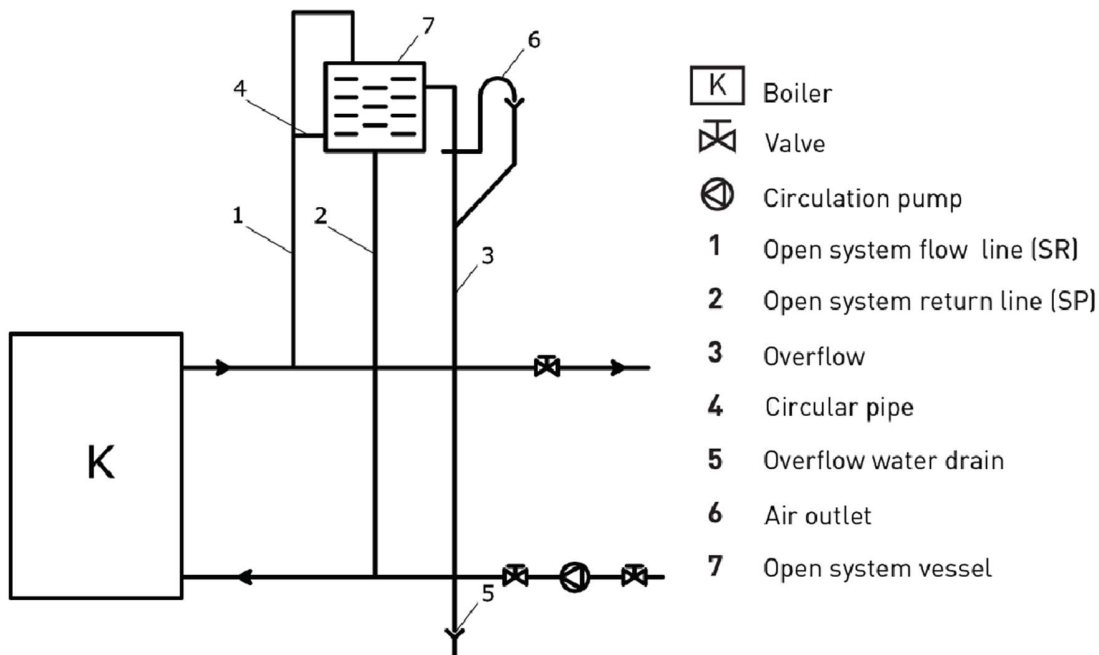 7
6
4
1
2
3
K
5
K Boiler
Valve
Circulation pump
1 Open system flow line (SR)
2 Open system return line (SP)
3 Overflow
4 Circular pipe
5 Overflow water drain
6 Air outlet
7 Open system vessel